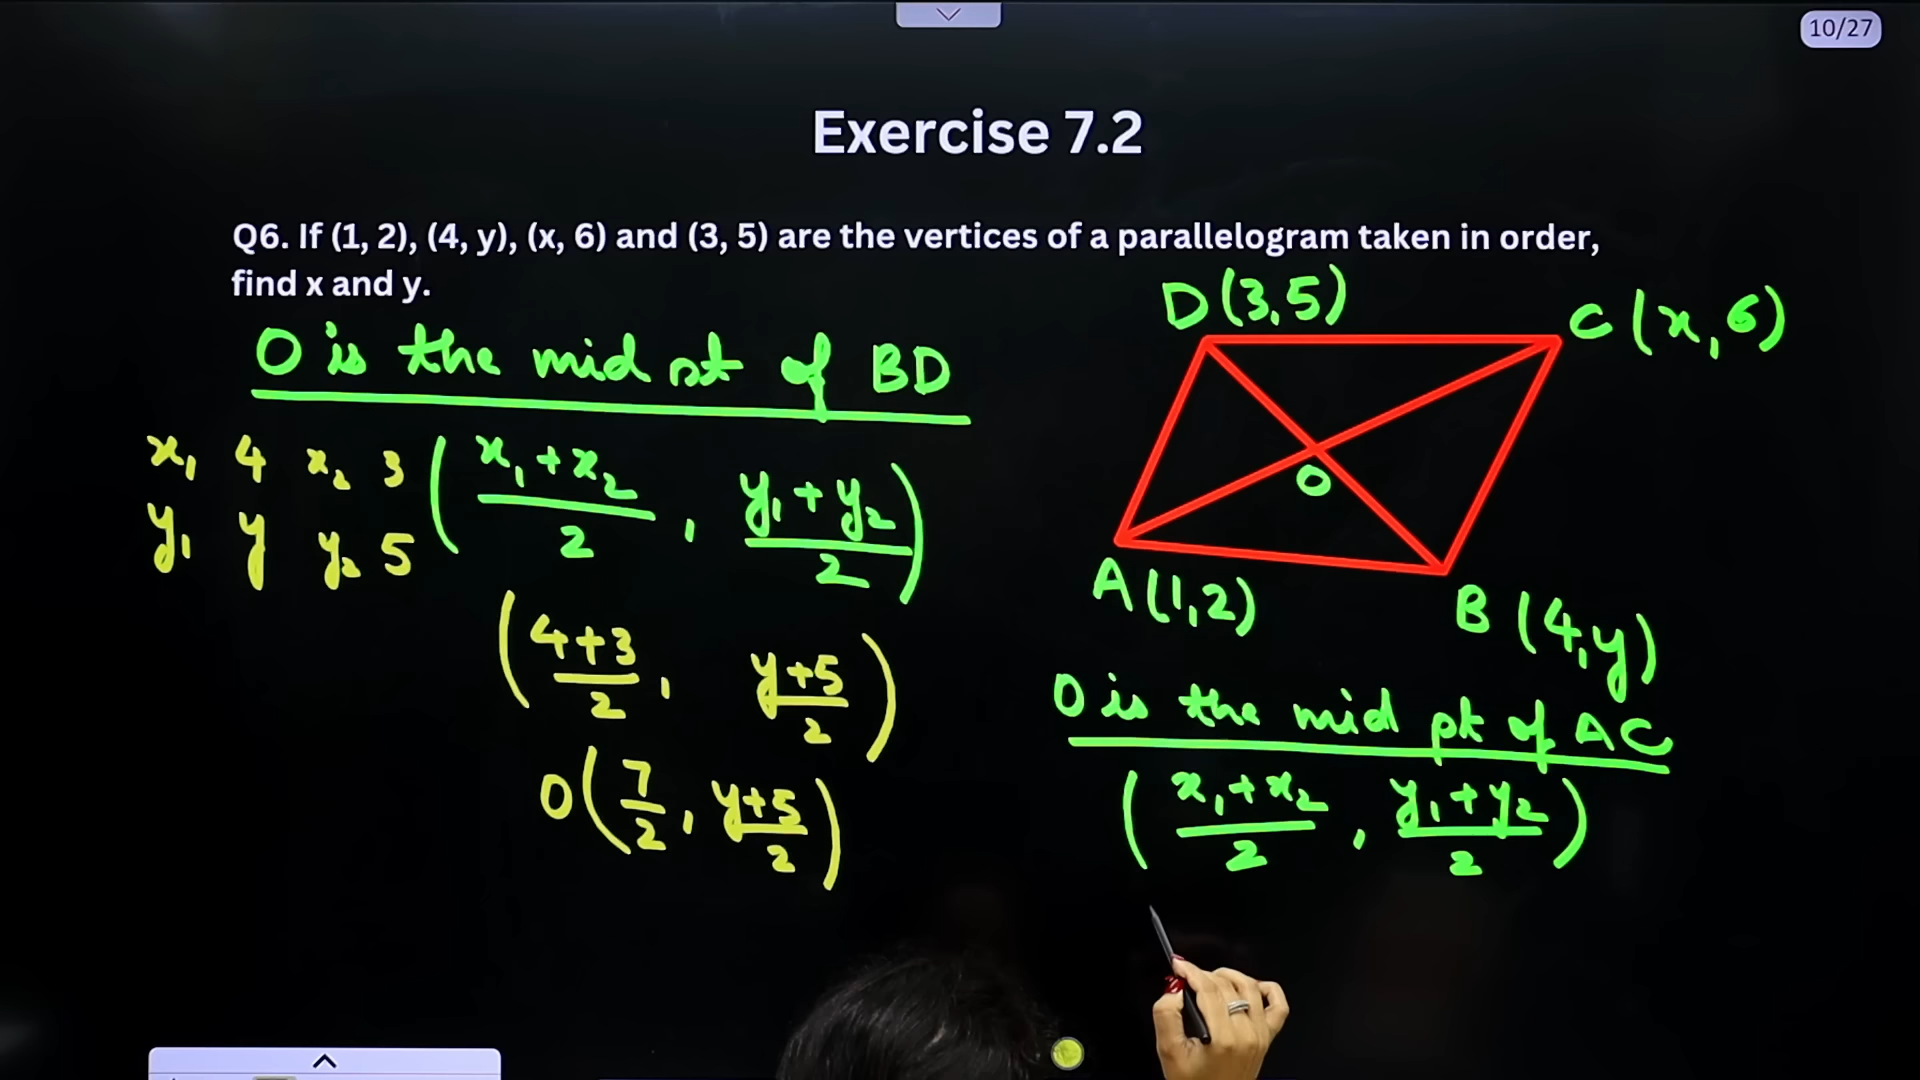 10/27
Exercise 7.2
Q6. If (1, 2), (4, y), (x, 6) and (3, 5) are the vertices of a parallelogram taken in order,
find x and y.
D(3,5)
C(x,6)
O is the mid pt of BD
x₁ 4 x₂ 3
y₁ y y₂ 5
(x₁+x₂/2, y₁+y₂/2)
O
A(1,2)
B(4,y)
(4+3/2, y+5/2)
O(7/2, y+5/2)
O is the mid pt of AC
(x₁+x₂/2, y₁+y₂/2)